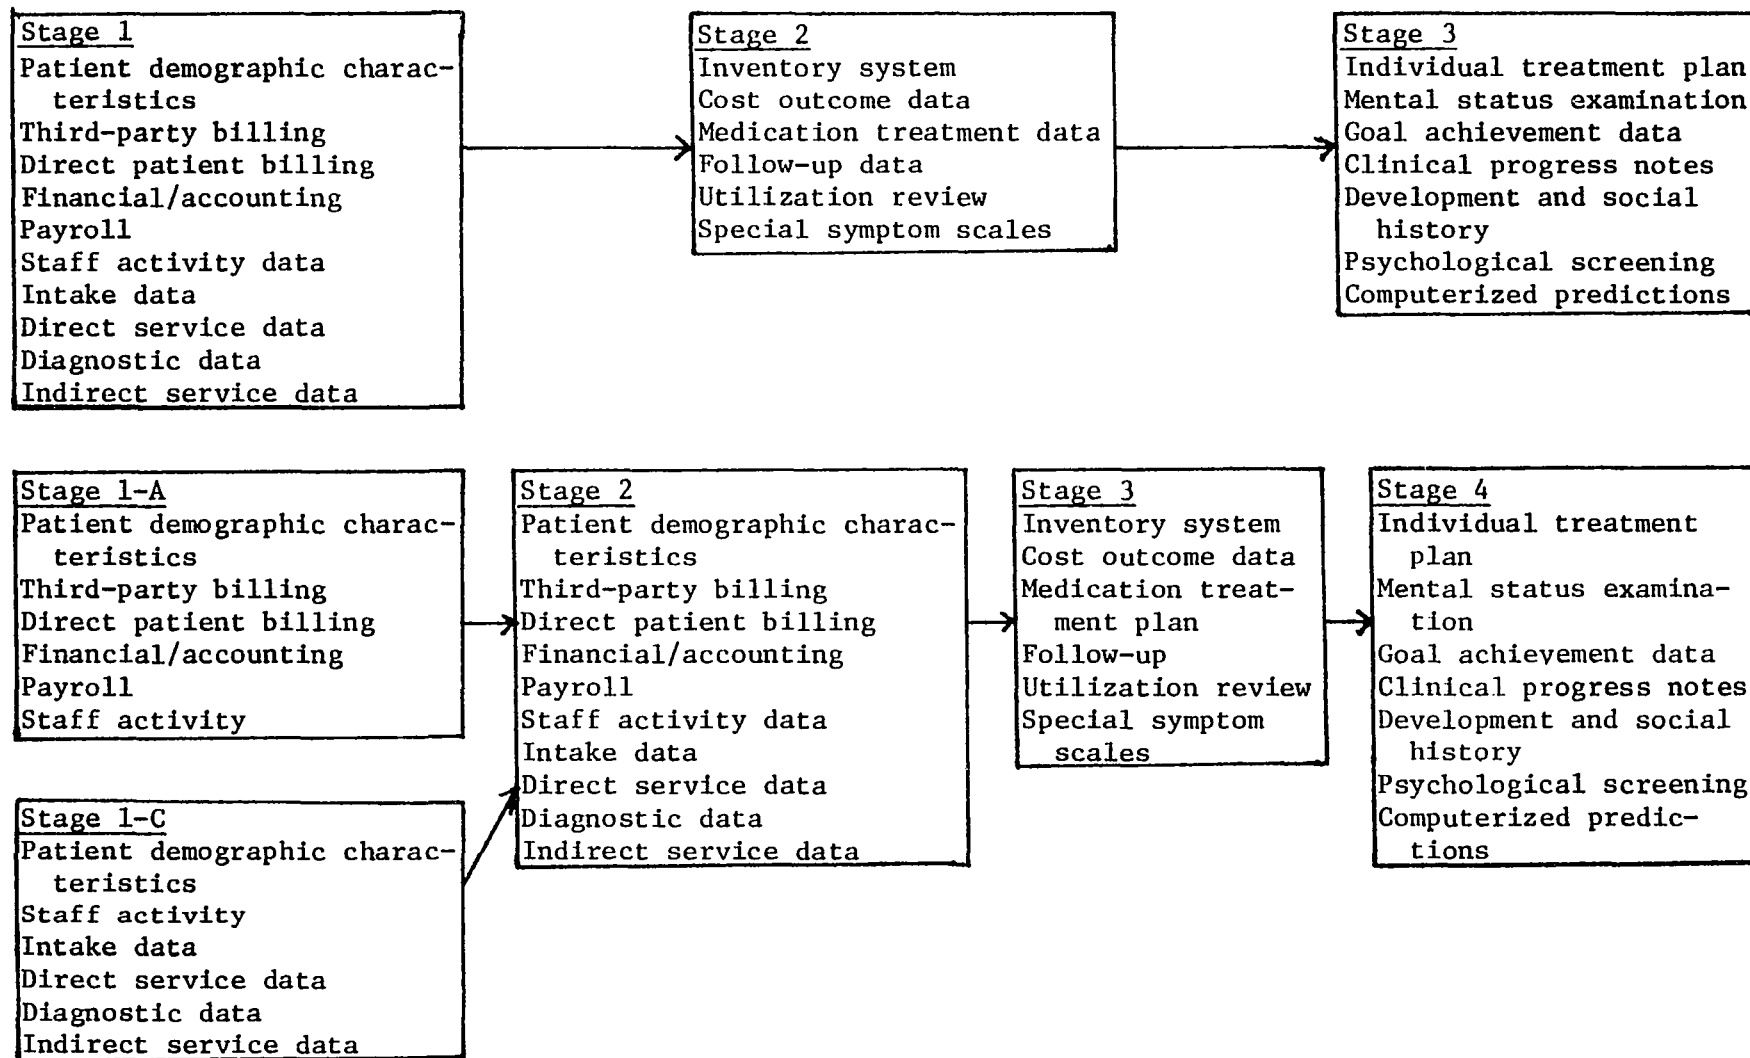 Stage 1
Patient demographic charac-
teristics
Third-party billing
Direct patient billing
Financial/accounting
Payroll
Staff activity data
Intake data
Direct service data
Diagnostic data
Indirect service data
Stage 2
Inventory system
Cost outcome data
Medication treatment data
Follow-up data
Utilization review
Special symptom scales
Stage 3
Individual treatment plan
Mental status examination
Goal achievement data
Clinical progress notes
Development and social
history
Psychological screening
Computerized predictions
Stage 1-A
Patient demographic charac-
teristics
Third-party billing
Direct patient billing
Financial/accounting
Payroll
Staff activity
Stage 1-C
Patient demographic charac-
teristics
Staff activity
Intake data
Direct service data
Diagnostic data
Indirect service data
Stage 2
Patient demographic charac-
teristics
Third-party billing
Direct patient billing
Financial/accounting
Payroll
Staff activity data
Intake data
Direct service data
Diagnostic data
Indirect service data
Stage 3
Inventory system
Cost outcome data
Medication treat-
ment plan
Follow-up
Utilization review
Special symptom
scales
Stage 4
Individual treatment
plan
Mental status examina-
tion
Goal achievement data
Clinical progress notes
Development and social
history
Psychological screening
Computerized predic-
tions